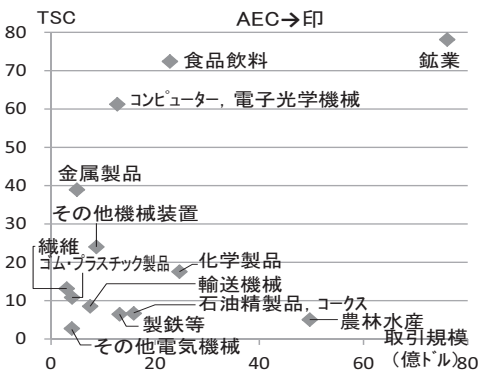 TSC
AEC→印
80
70
60
50
40
30
20
10
0
食品飲料
鉱業
コンピューター, 電子光学機械
金属製品
その他機械装置
繊維
ゴム・プラスチック製品
化学製品
輸送機械
石油精製品, コークス
製鉄等
農林水産
その他電気機械
取引規模
(億ドル)
0
20
40
60
80